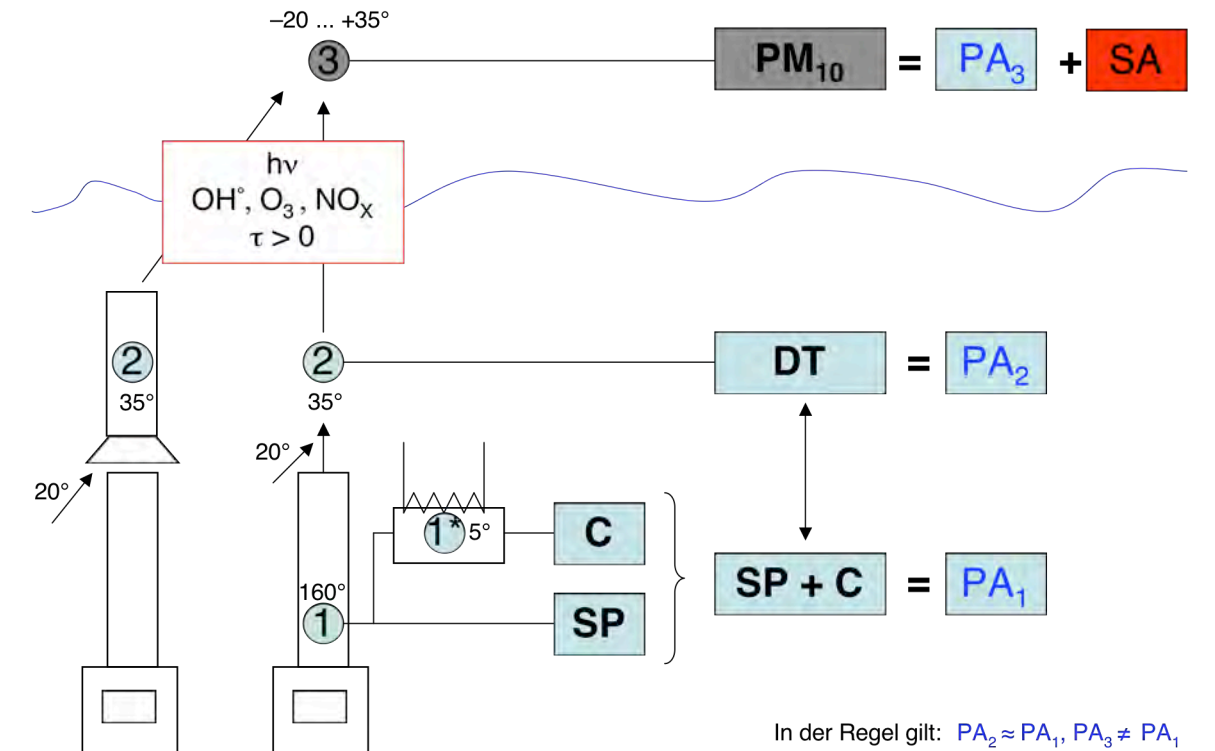 –20 ... +35°
3
PM₁₀ = PA₃ + SA
hν
OH°, O₃, NOₓ
τ > 0
2
35°
2
35°
DT = PA₂
20°
20°
1* 5°
C
160°
1
SP
SP + C = PA₁
In der Regel gilt: PA₂ ≈ PA₁, PA₃ ≠ PA₁